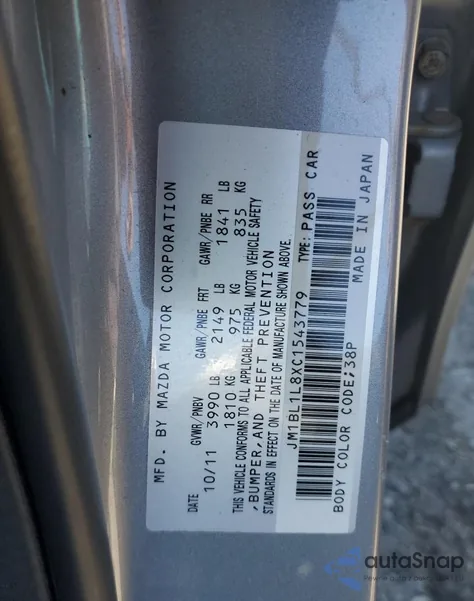 MFD. BY MAZDA MOTOR CORPORATION
DATE GVWR/PNBV GAWR/PNBE FRT GAWR/PNBE RR
10/11 3990 LB 2149 LB 1841 LB
1810 KG 975 KG 835 KG
THIS VEHICLE CONFORMS TO ALL APPLICABLE FEDERAL MOTOR VEHICLE SAFETY
,BUMPER,AND THEFT PREVENTION
STANDARDS IN EFFECT ON THE DATE OF MANUFACTURE SHOWN ABOVE.
JM1BL1L8XC1543779 TYPE: PASS CAR
BODY COLOR CODE;38P MADE IN JAPAN
autoSnap